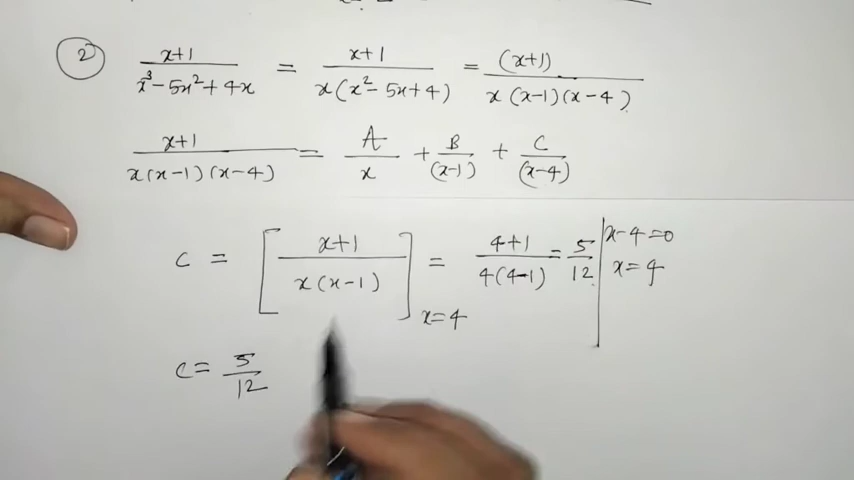 2 (x+1)/(x³-5x²+4x) = (x+1)/(x(x²-5x+4)) = (x+1)/(x(x-1)(x-4))
(x+1)/(x(x-1)(x-4)) = A/x + B/(x-1) + C/(x-4)
C = [(x+1)/(x(x-1))] x=4 = (4+1)/(4(4-1)) = 5/12 | x-4=0
x=4
C = 5/12